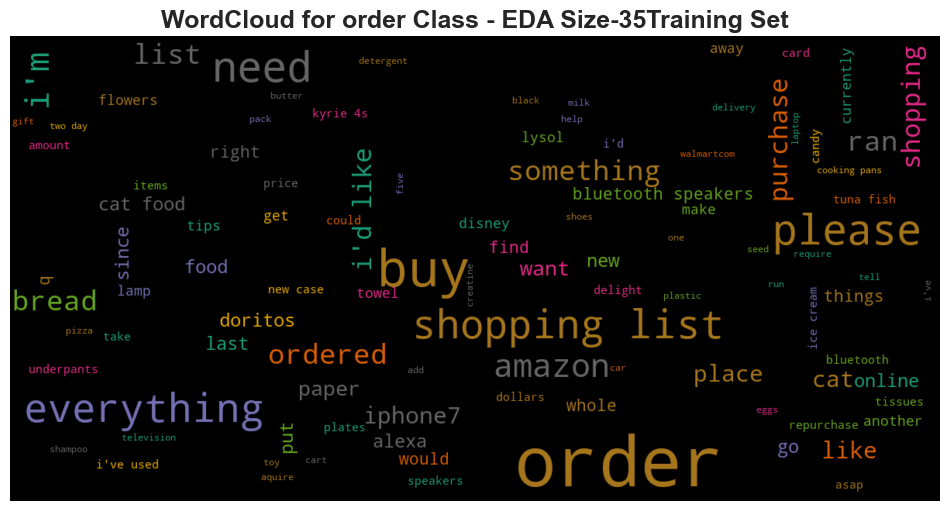 WordCloud for order Class - EDA Size-35Training Set
i'm
list
need
detergent
away
card
currently
shopping
flowers
butter
kyrie 4s
pack
black
milk
help
delivery
purchase
laptop
candy
gift
two day
amount
right
lysol
i'd
walmartcom
ran
cooking pans
items
price
i'd like
five
something
bluetooth speakers
make
tuna fish
cat food
tips
get
could
disney
shoes
one
please
since
food
find
want
new
seed
require
q
lamp
new case
towel
buy
creatine
delight
plastic
run
tell
i've
bread
things
ice cream
pizza
take
doritos
last
shopping list
ordered
amazon
car
place
bluetooth
underpants
add
cat
online
paper
dollars
whole
tissues
everything
iphone7
eggs
repurchase
another
put
plates
alexa
television
shampoo
i've used
toy
cart
would
go
like
aquire
speakers
order
asap